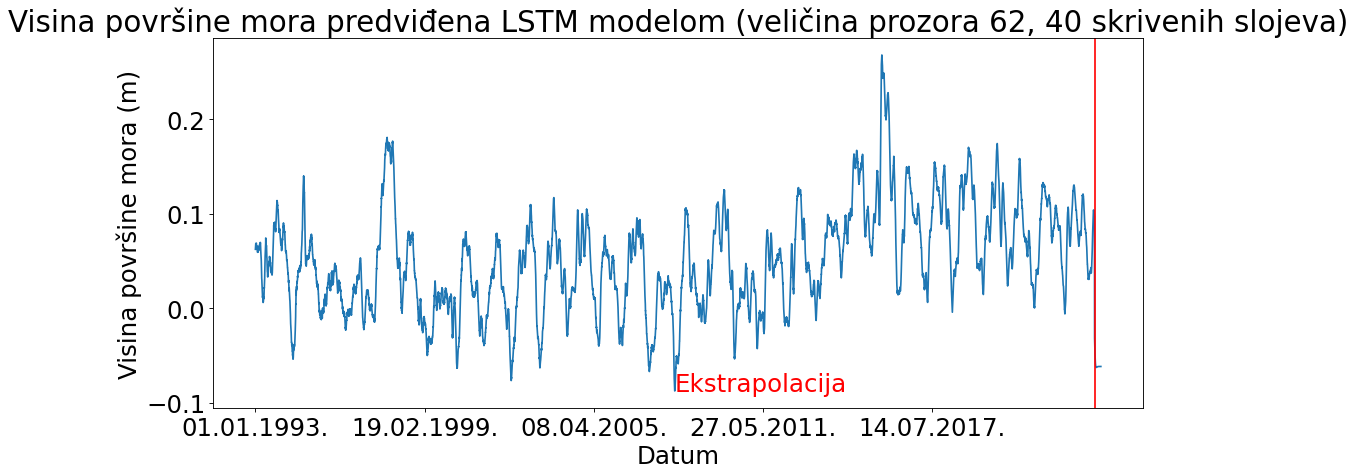 Visina površine mora predviđena LSTM modelom (veličina prozora 62, 40 skrivenih slojeva)
Visina površine mora (m)
0.2
0.1
0.0
−0.1
Ekstrapolacija
01.01.1993. 19.02.1999. 08.04.2005. 27.05.2011. 14.07.2017.
Datum